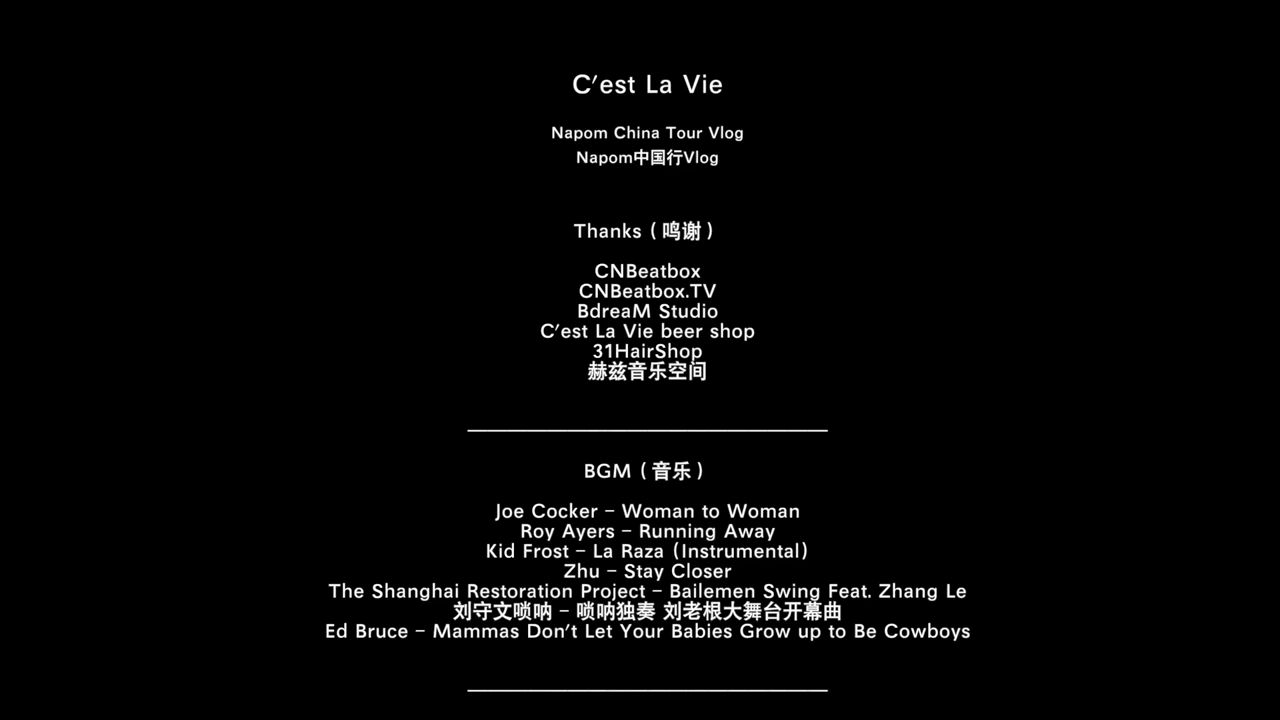 C'est La Vie
Napom China Tour Vlog
Napom中国行Vlog
Thanks (鸣谢)
CNBeatbox
CNBeatbox.TV
BdreaM Studio
C'est La Vie beer shop
31HairShop
赫兹音乐空间
BGM (音乐)
Joe Cocker - Woman to Woman
Roy Ayers - Running Away
Kid Frost - La Raza (Instrumental)
Zhu - Stay Closer
The Shanghai Restoration Project - Bailemen Swing Feat. Zhang Le
刘守文唢呐 - 唢呐独奏 刘老根大舞台开幕曲
Ed Bruce - Mammas Don't Let Your Babies Grow up to Be Cowboys